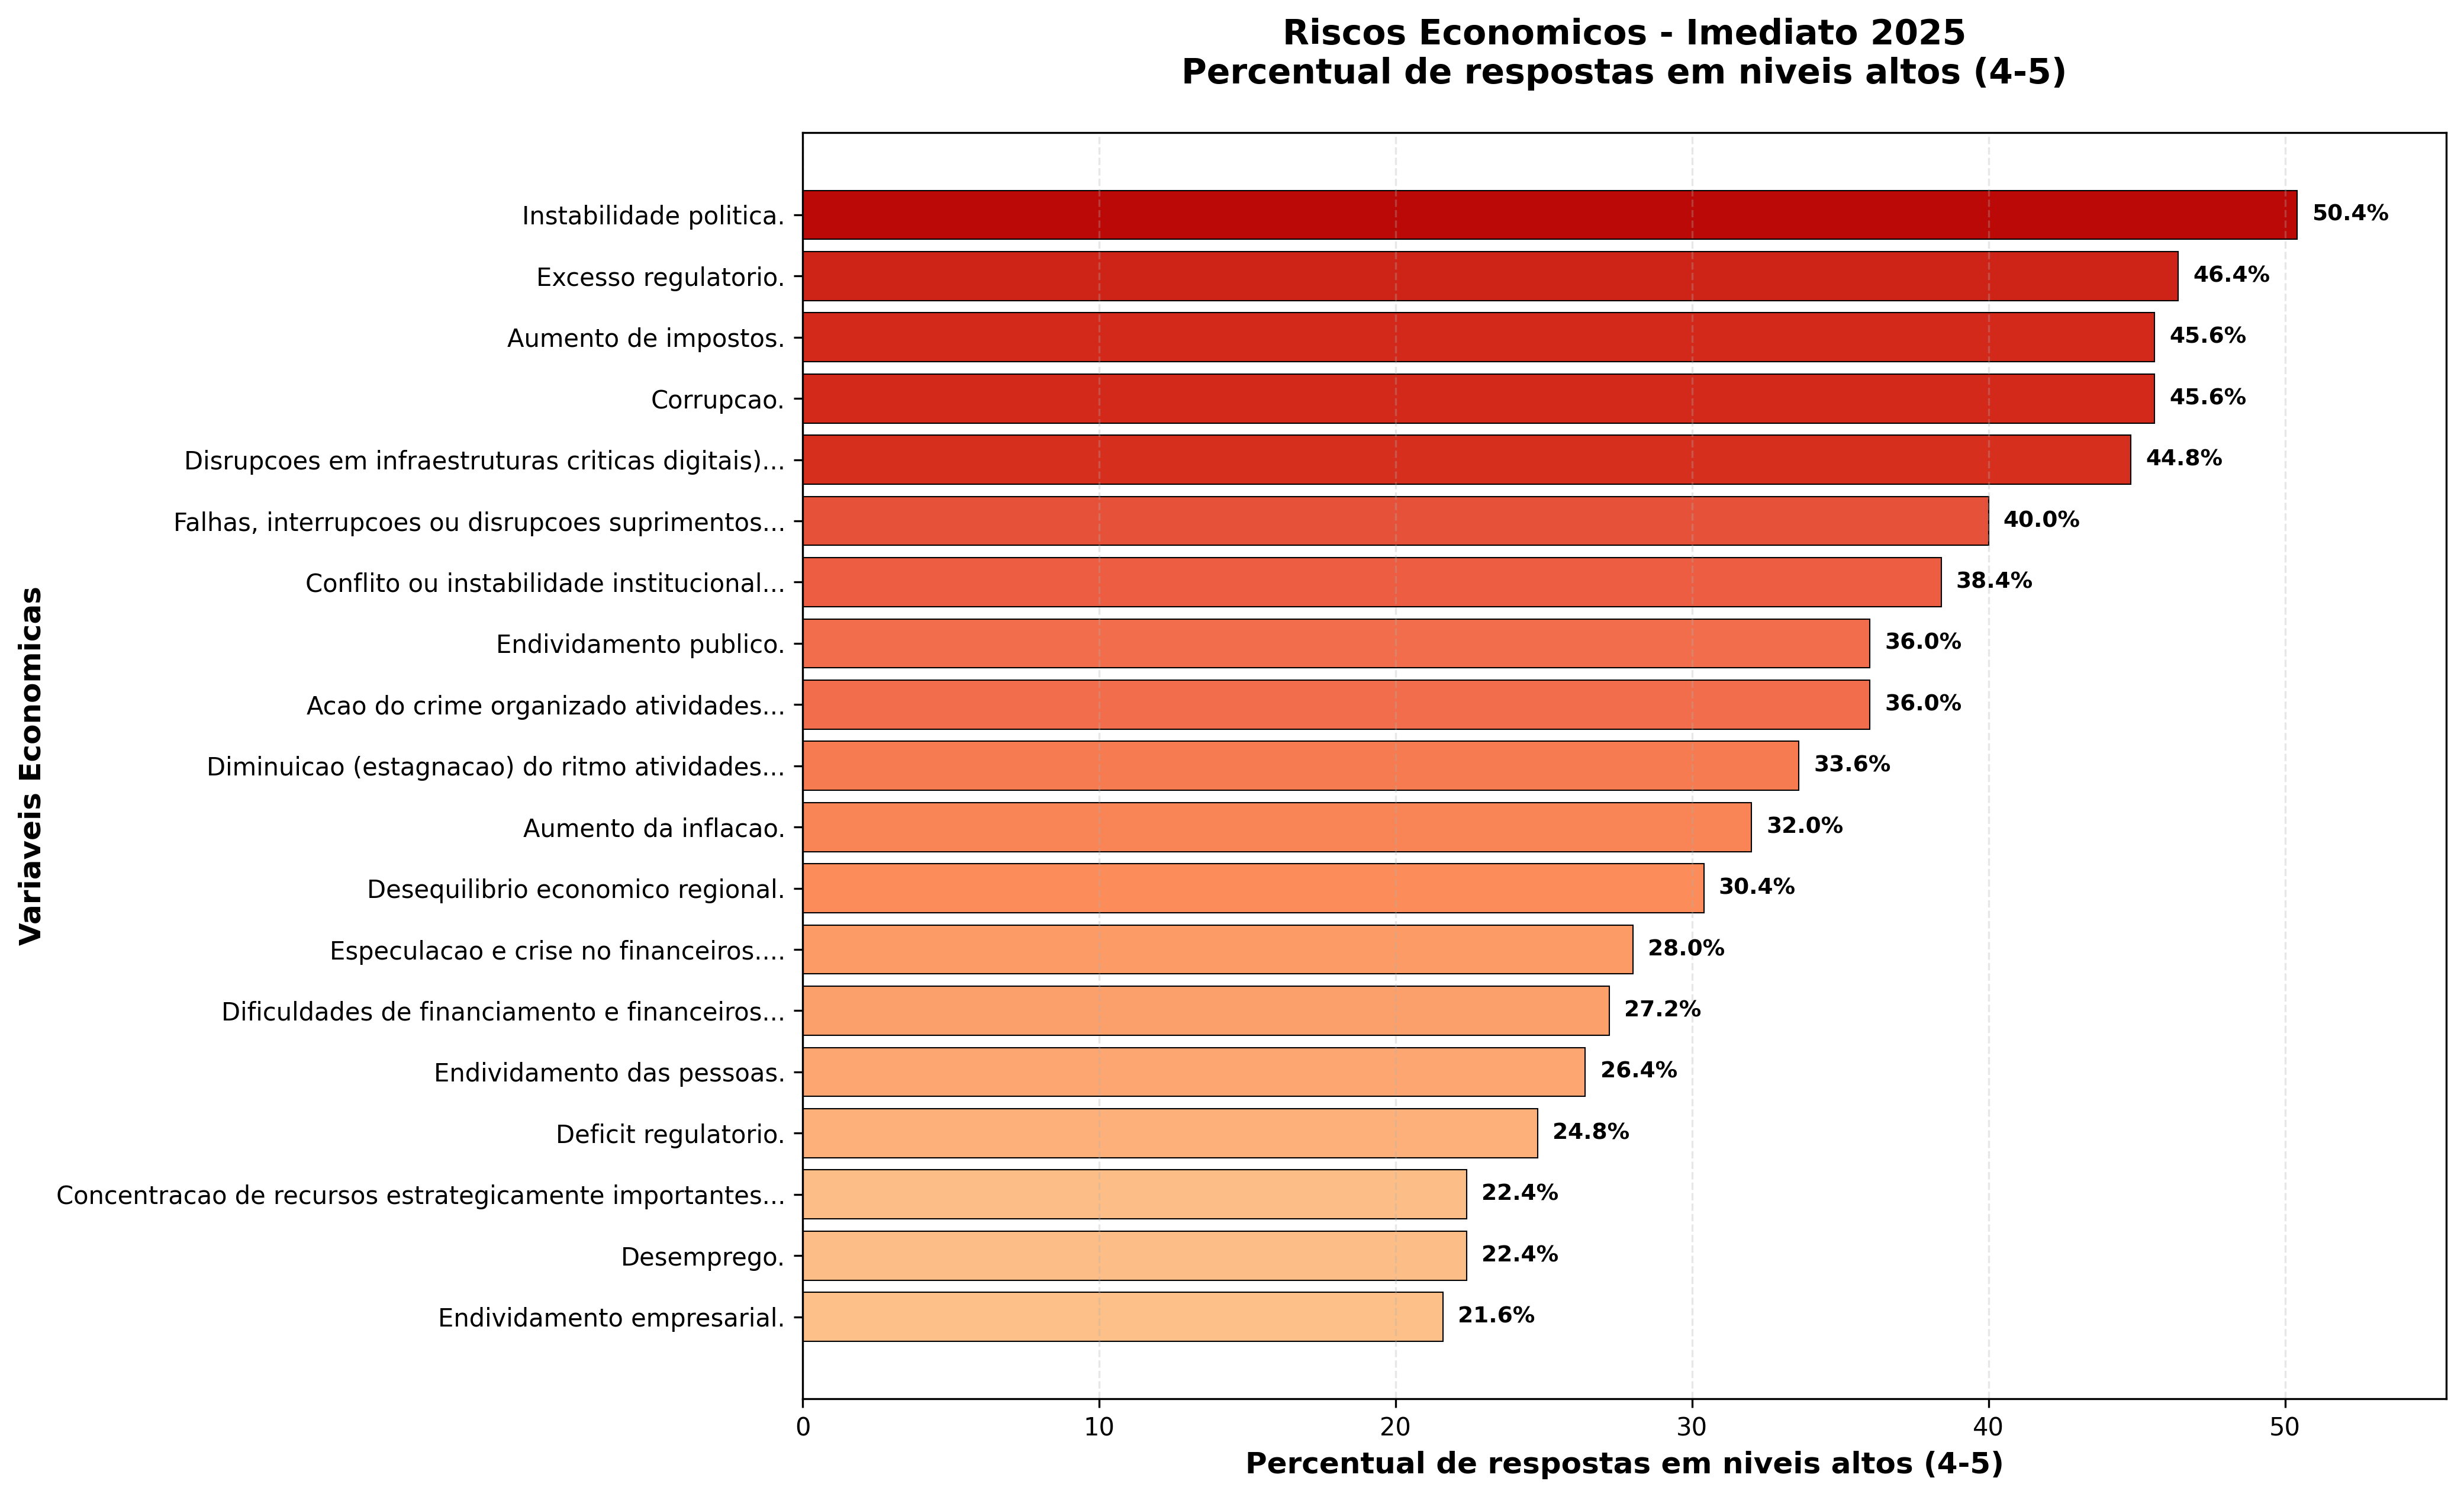 Riscos Economicos - Imediato 2025
Percentual de respostas em niveis altos (4-5)
Variaveis Economicas
Instabilidade politica. 50.4%
Excesso regulatorio. 46.4%
Aumento de impostos. 45.6%
Corrupcao. 45.6%
Disrupcoes em infraestruturas criticas digitais)... 44.8%
Falhas, interrupcoes ou disrupcoes suprimentos... 40.0%
Conflito ou instabilidade institucional... 38.4%
Endividamento publico. 36.0%
Acao do crime organizado atividades... 36.0%
Diminuicao (estagnacao) do ritmo atividades... 33.6%
Aumento da inflacao. 32.0%
Desequilibrio economico regional. 30.4%
Especulacao e crise no financeiros.... 28.0%
Dificuldades de financiamento e financeiros... 27.2%
Endividamento das pessoas. 26.4%
Deficit regulatorio. 24.8%
Concentracao de recursos estrategicamente importantes... 22.4%
Desemprego. 22.4%
Endividamento empresarial. 21.6%
0 10 20 30 40 50
Percentual de respostas em niveis altos (4-5)